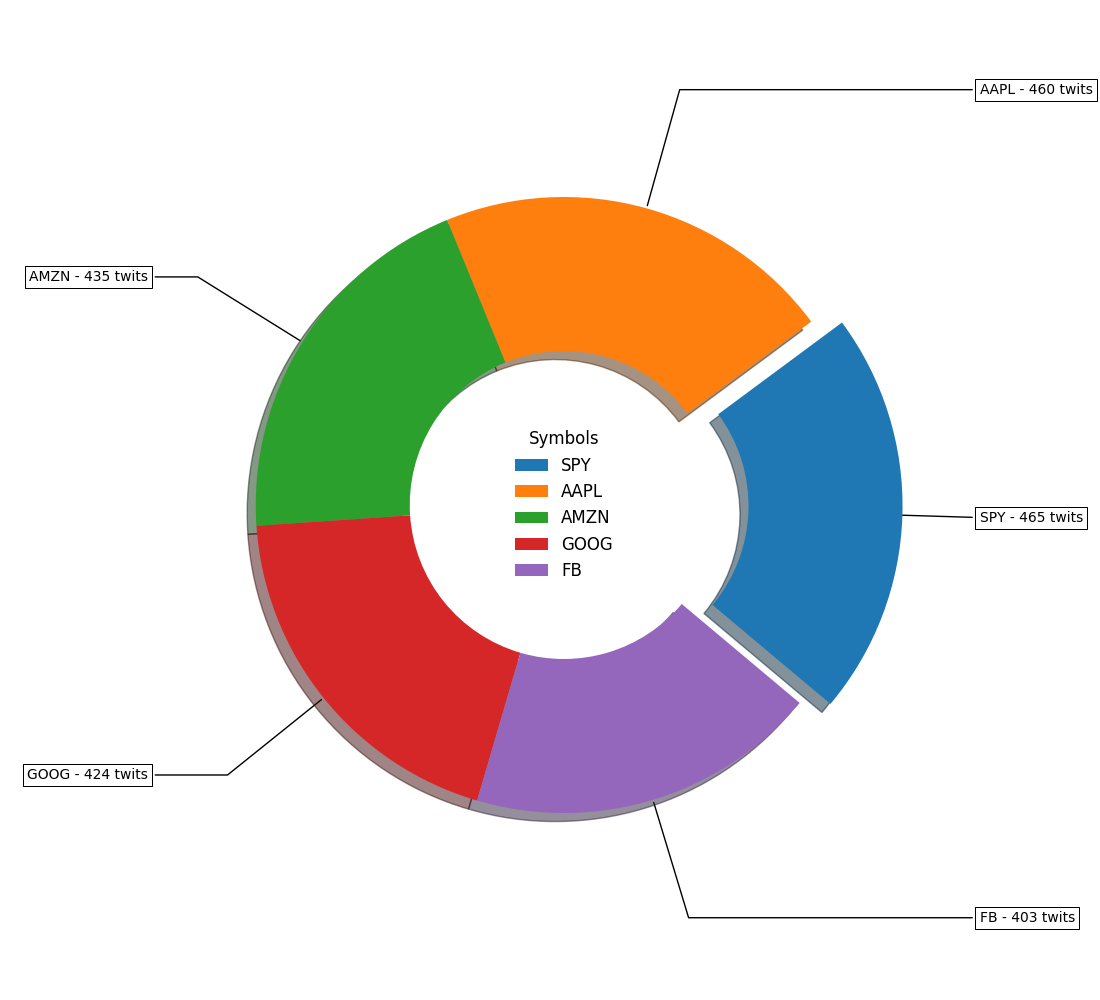 AAPL - 460 twits
AMZN - 435 twits
Symbols
SPY
AAPL
AMZN
GOOG
FB
SPY - 465 twits
GOOG - 424 twits
FB - 403 twits